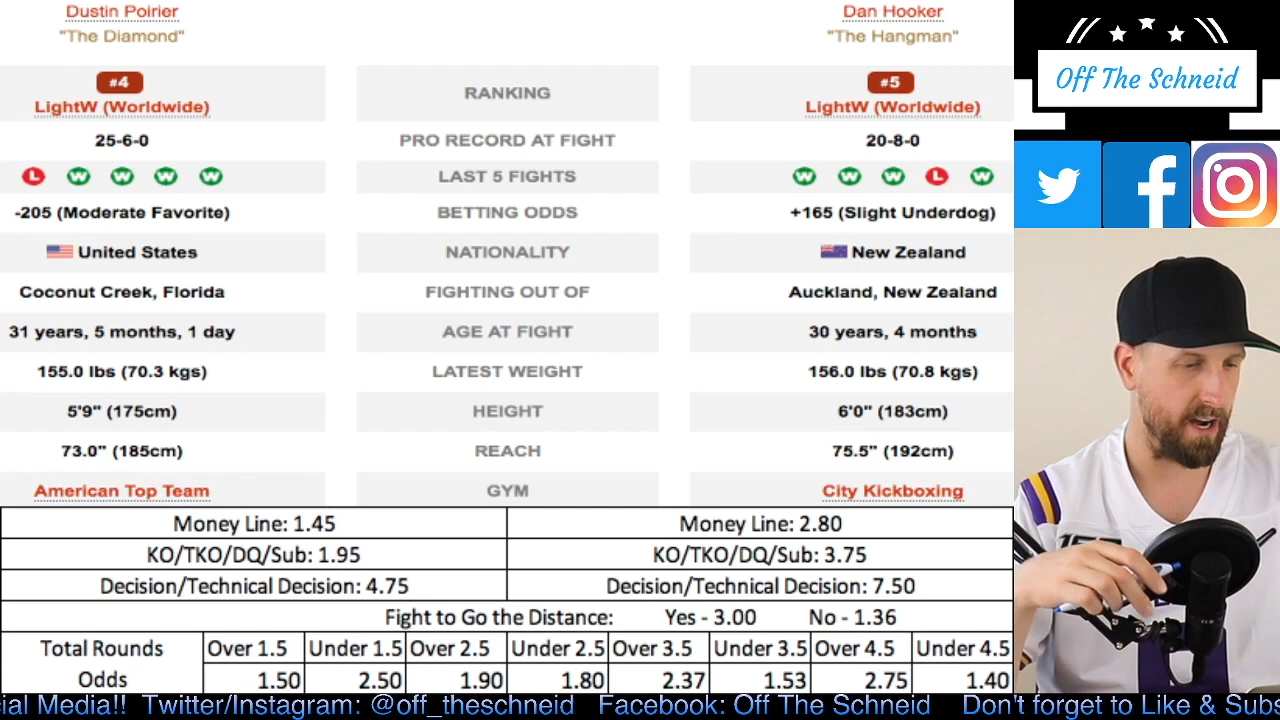 Dustin Poirier
"The Diamond"
Dan Hooker
"The Hangman"
#4
LightW (Worldwide)
RANKING
#5
LightW (Worldwide)
25-6-0
PRO RECORD AT FIGHT
20-8-0
L W W W W
LAST 5 FIGHTS
W W W L W
-205 (Moderate Favorite)
BETTING ODDS
+165 (Slight Underdog)
United States
NATIONALITY
New Zealand
Coconut Creek, Florida
FIGHTING OUT OF
Auckland, New Zealand
31 years, 5 months, 1 day
AGE AT FIGHT
30 years, 4 months
155.0 lbs (70.3 kgs)
LATEST WEIGHT
156.0 lbs (70.8 kgs)
5'9" (175cm)
HEIGHT
6'0" (183cm)
73.0" (185cm)
REACH
75.5" (192cm)
American Top Team
GYM
City Kickboxing
Money Line: 1.45
Money Line: 2.80
KO/TKO/DQ/Sub: 1.95
KO/TKO/DQ/Sub: 3.75
Decision/Technical Decision: 4.75
Decision/Technical Decision: 7.50
Fight to Go the Distance: Yes - 3.00 No - 1.36
Total Rounds Over 1.5 Under 1.5 Over 2.5 Under 2.5 Over 3.5 Under 3.5 Over 4.5 Under 4.5
Odds 1.50 2.50 1.90 1.80 2.37 1.53 2.75 1.40
cial Media!! Twitter/Instagram: @off_theschneid Facebook: Off The Schneid Don't forget to Like & Subs
Off The Schneid